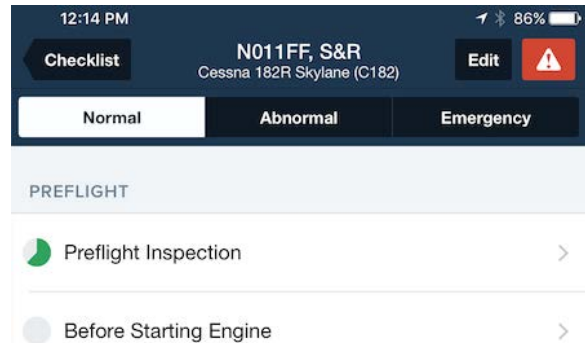 12:14 PM
86%
Checklist
N011FF, S&R
Cessna 182R Skylane (C182)
Edit
Normal
Abnormal
Emergency
PREFLIGHT
Preflight Inspection
Before Starting Engine